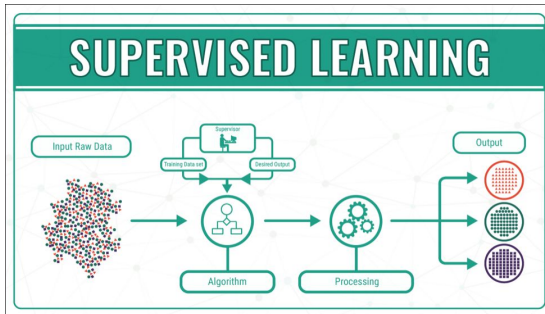 SUPERVISED LEARNING
Input Raw Data
Supervisor
Training Data set
Desired Output
Output
Algorithm
Processing